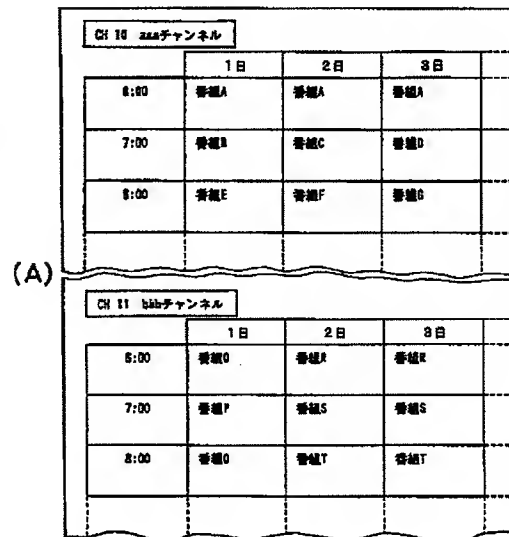 (A)
CH 10 aaaチャンネル
1日 2日 3日
6:00 番組A 番組A 番組A
7:00 番組B 番組C 番組D
8:00 番組E 番組F 番組G
CH 11 bbbチャンネル
1日 2日 3日
6:00 番組O 番組R 番組R
7:00 番組P 番組S 番組S
8:00 番組T 番組T